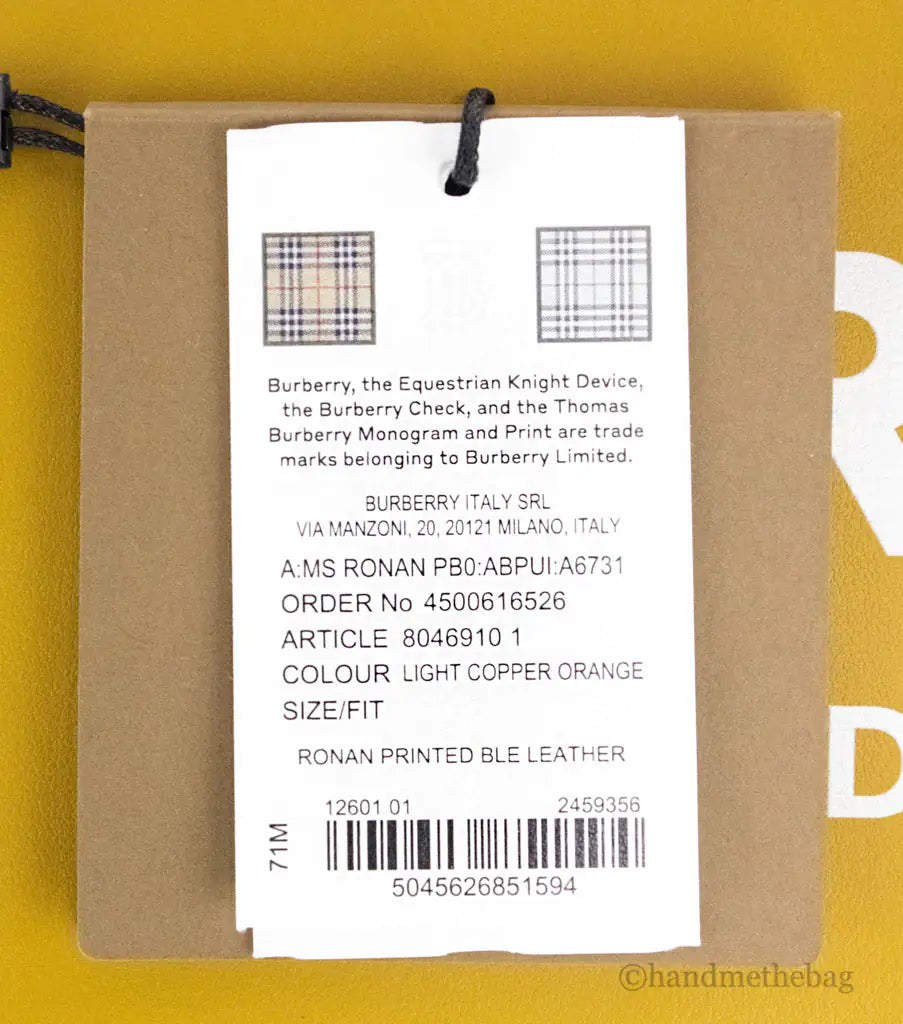 Burberry, the Equestrian Knight Device,
the Burberry Check, and the Thomas
Burberry Monogram and Print are trade
marks belonging to Burberry Limited.
BURBERRY ITALY SRL
VIA MANZONI, 20, 20121 MILANO, ITALY
A:MS RONAN PB0:ABPUI:A6731
ORDER No 4500616526
ARTICLE 8046910 1
COLOUR LIGHT COPPER ORANGE
SIZE/FIT
RONAN PRINTED BLE LEATHER
12601 01 2459356
71M
5045626851594
R
D
©handmethebag